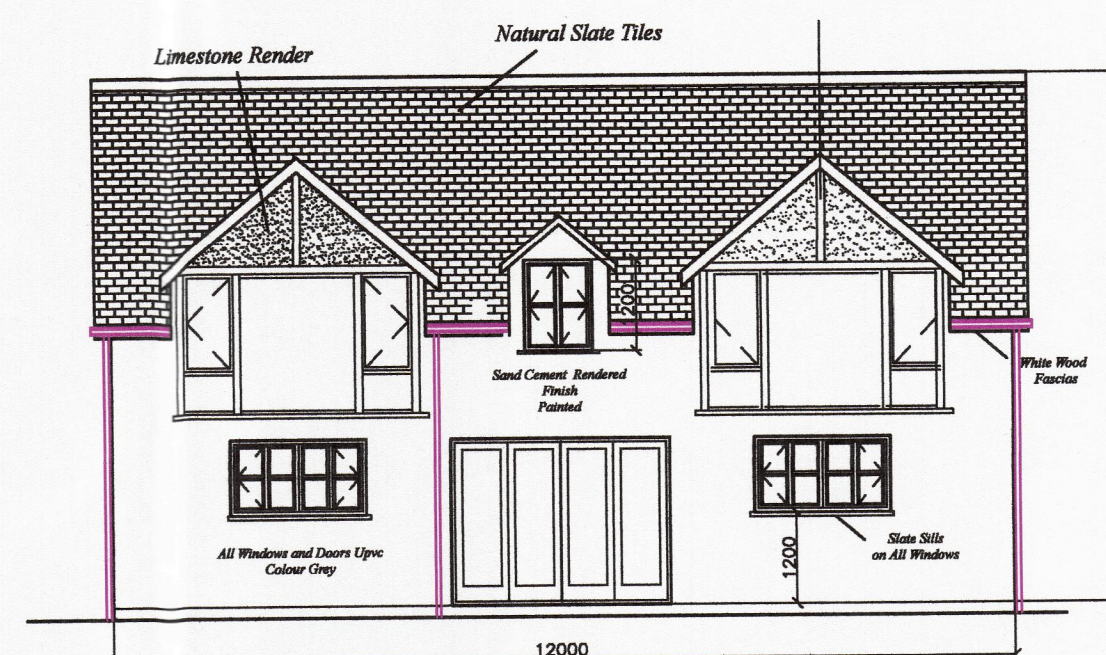 Natural Slate Tiles
Limestone Render
1200
Sand Cement Rendered
Finish
Painted
White Wood
Fascias
All Windows and Doors Upvc
Colour Grey
Slate Sills
on All Windows
1200
12000